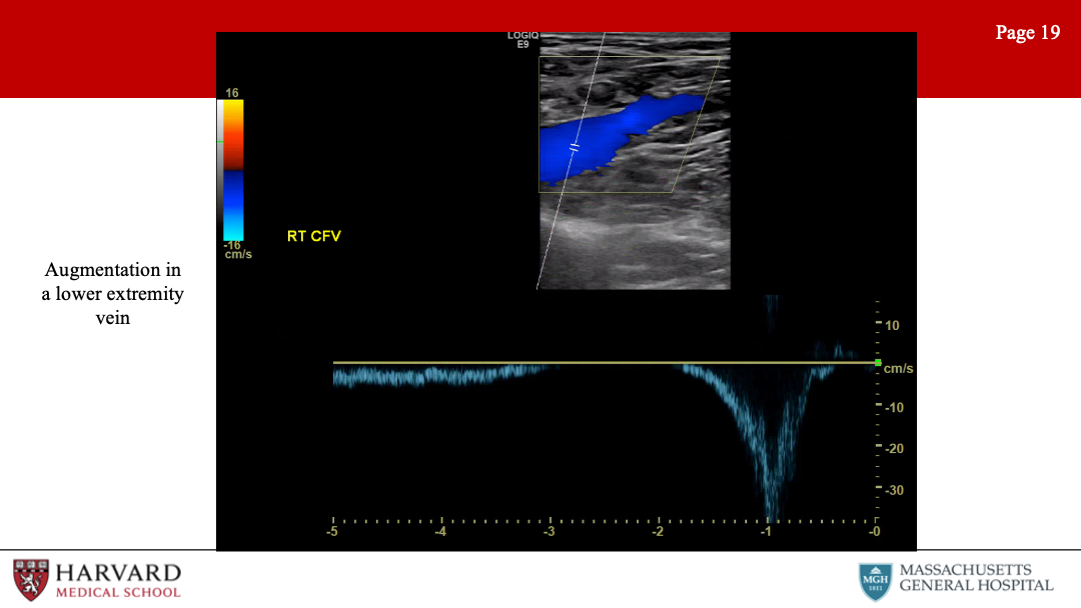 Page 19
LOGIQ
E9
16
-16
cm/s
RT CFV
Augmentation in
a lower extremity
vein
10
cm/s
-10
-20
-30
-5 -4 -3 -2 -1 -0
HARVARD
MEDICAL SCHOOL
MGH
1811
MASSACHUSETTS
GENERAL HOSPITAL